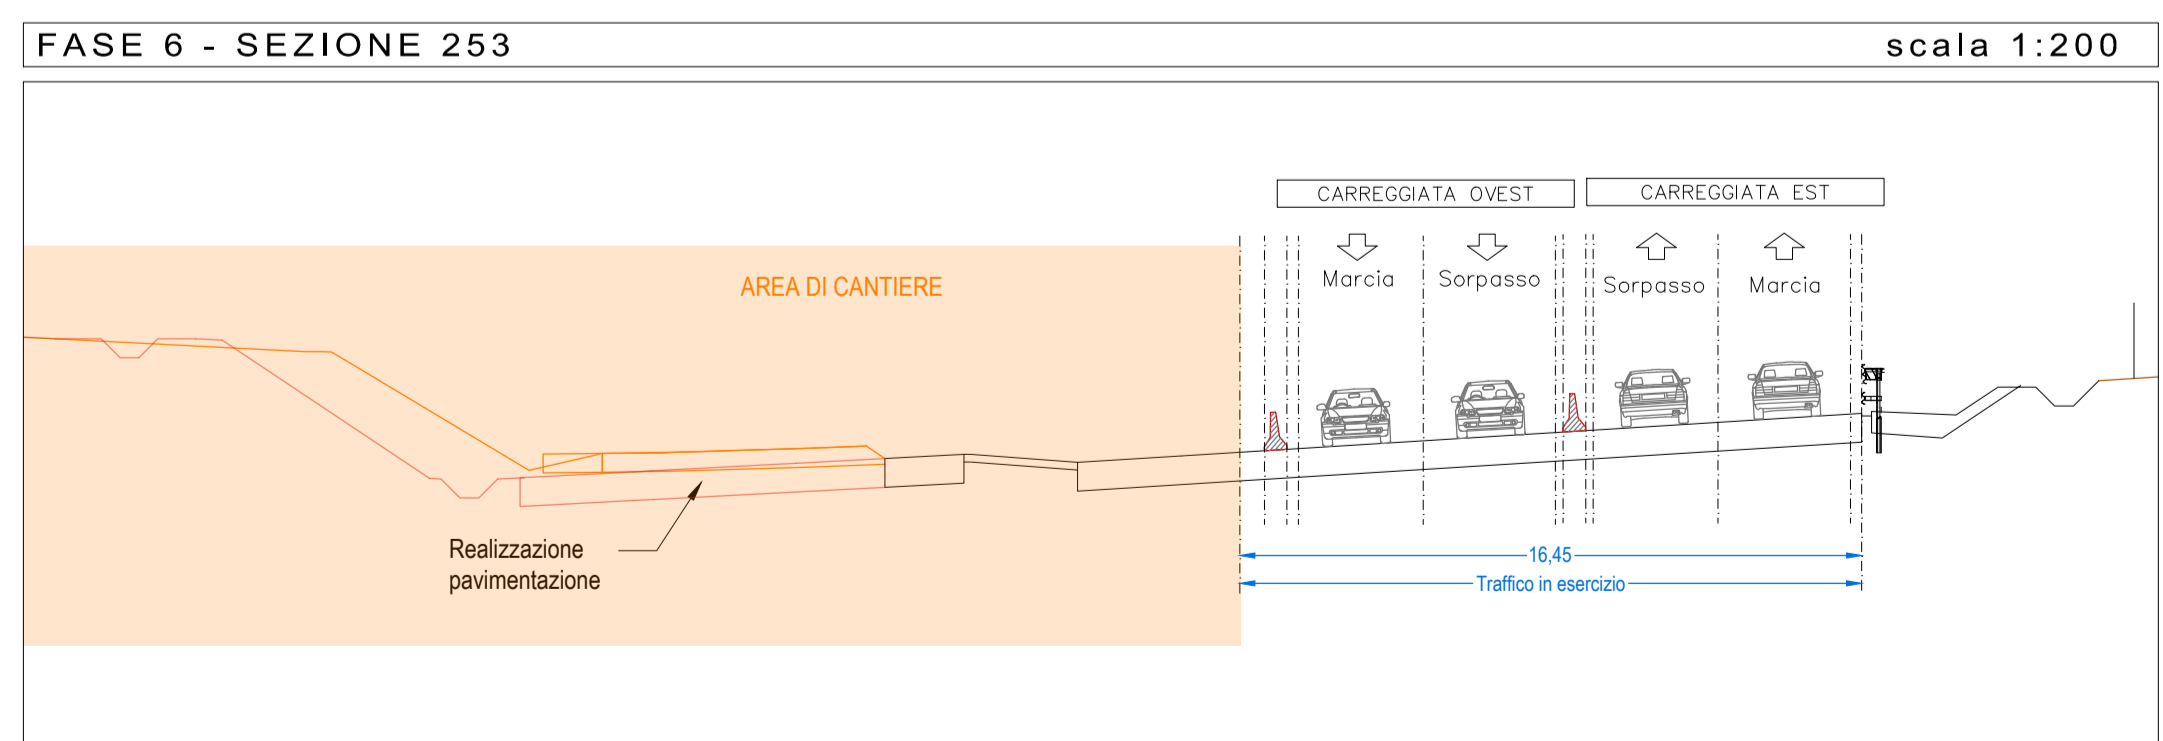 FASE 6 - SEZIONE 253
scala 1:200
CARREGGIATA OVEST
CARREGGIATA EST
Marcia
Sorpasso
Sorpasso
Marcia
AREA DI CANTIERE
Realizzazione
pavimentazione
16,45
Traffico in esercizio